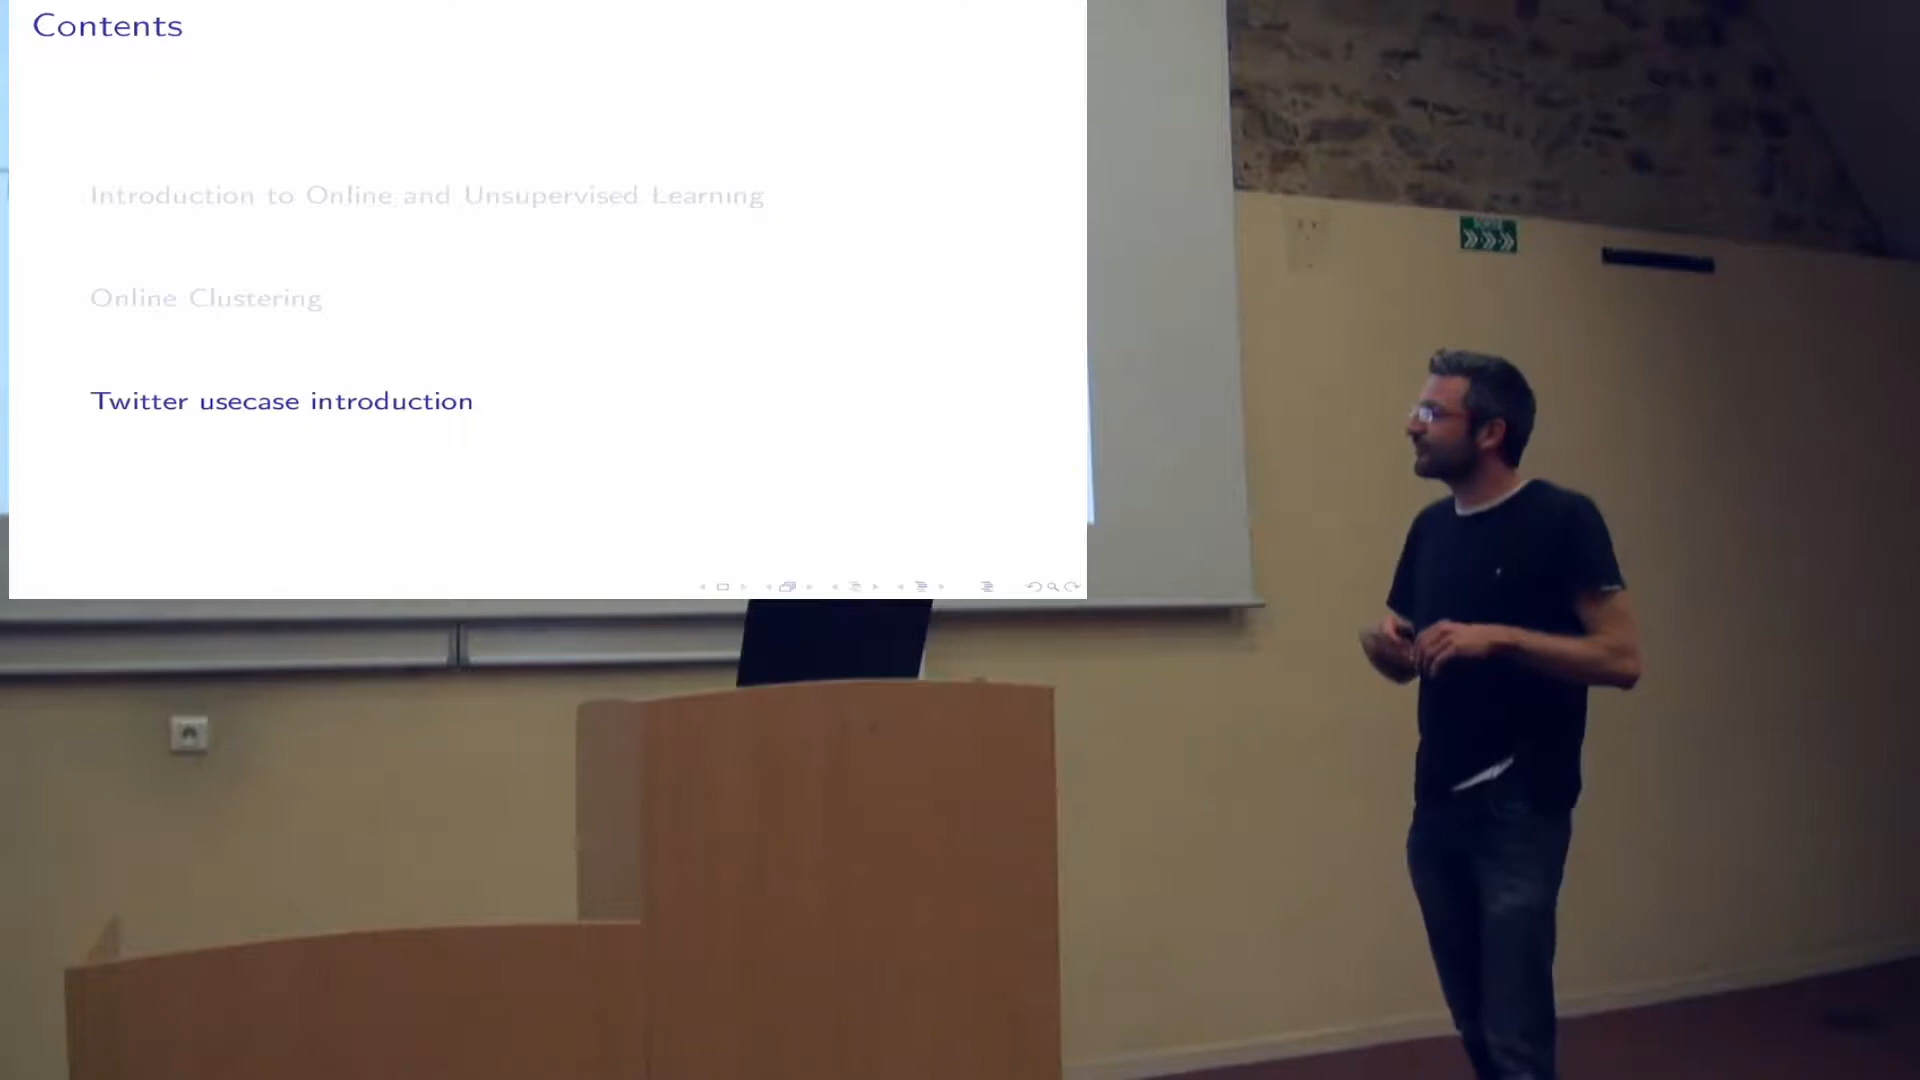 Contents
Introduction to Online and Unsupervised Learning
Online Clustering
Twitter usecase introduction